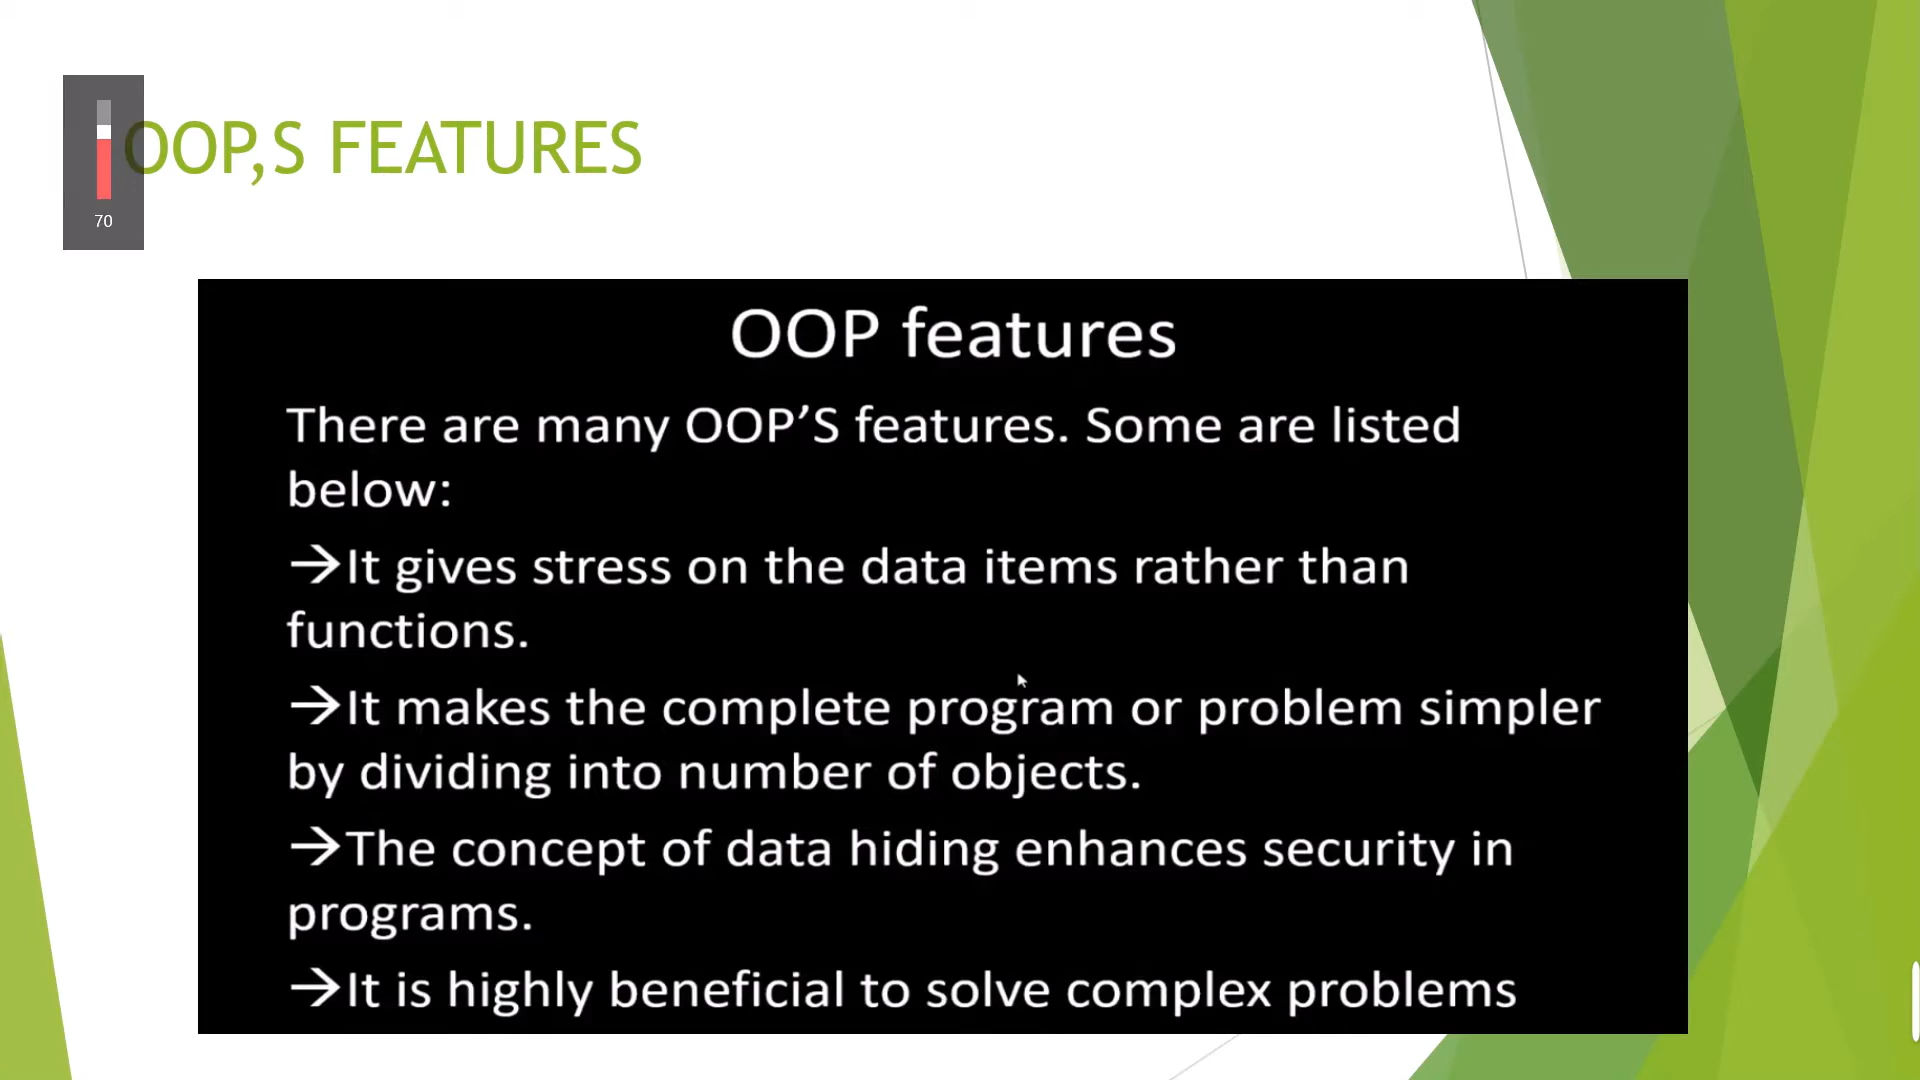 OOP,S FEATURES
70
OOP features
There are many OOP’S features. Some are listed
below:
→It gives stress on the data items rather than
functions.
→It makes the complete program or problem simpler
by dividing into number of objects.
→The concept of data hiding enhances security in
programs.
→It is highly beneficial to solve complex problems